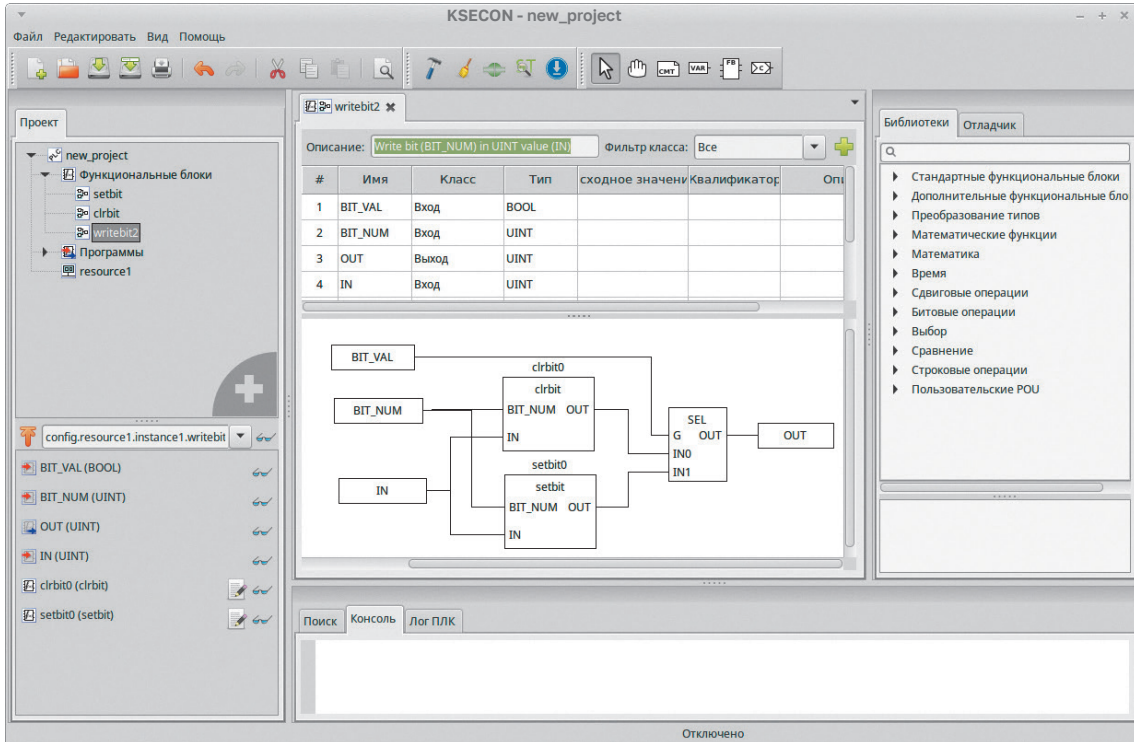 KSECON - new_project
Файл Редактировать Вид Помощь
CMT VAR FB
Проект
new_project
Функциональные блоки
setbit
clrbit
writebit2
Программы
resource1
config.resource1.instance1.writebit
BIT_VAL (BOOL)
BIT_NUM (UINT)
OUT (UINT)
IN (UINT)
clrbit0 (clrbit)
setbit0 (setbit)
writebit2
Описание: Write bit (BIT_NUM) in UINT value (IN) Фильтр класса: Все
# Имя Класс Тип сходное значени Квалификатор Опи
1 BIT_VAL Вход BOOL
2 BIT_NUM Вход UINT
3 OUT Выход UINT
4 IN Вход UINT
BIT_VAL
BIT_NUM
IN
clrbit0
clrbit
BIT_NUM OUT
IN
setbit0
setbit
BIT_NUM OUT
IN
SEL
G OUT
IN0
IN1
OUT
Библиотеки Отладчик
Стандартные функциональные блоки
Дополнительные функциональные бло
Преобразование типов
Математические функции
Математика
Время
Сдвиговые операции
Битовые операции
Выбор
Сравнение
Строковые операции
Пользовательские POU
Поиск Консоль Лог ПЛК
Отключено